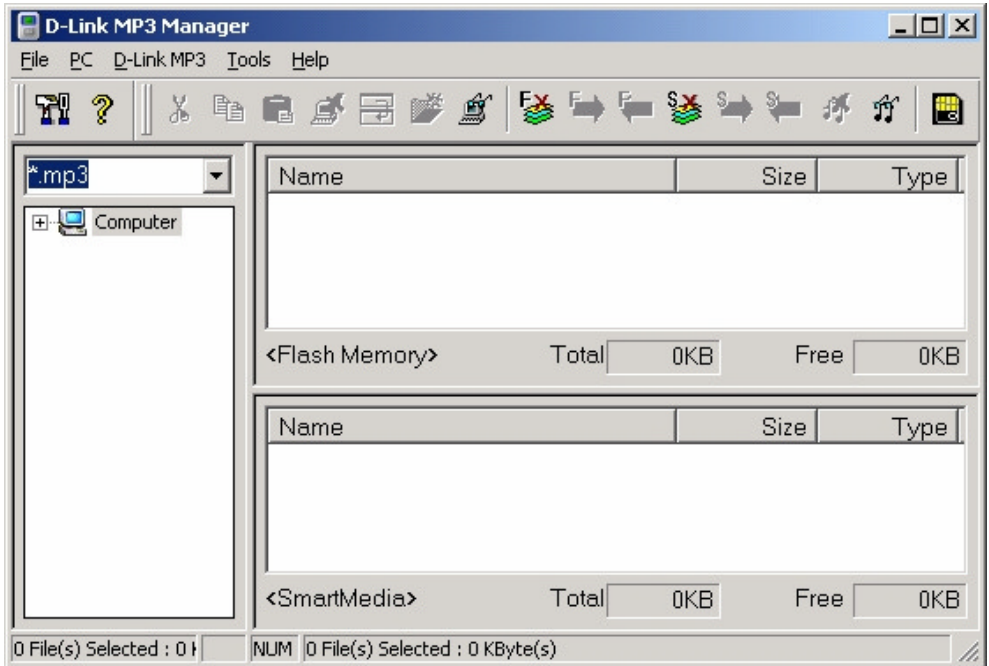 D-Link MP3 Manager
File PC D-Link MP3 Tools Help
F F F S S S
*.mp3
Computer
Name Size Type
<Flash Memory> Total 0KB Free 0KB
Name Size Type
<SmartMedia> Total 0KB Free 0KB
0 File(s) Selected : 0 NUM 0 File(s) Selected : 0 KByte(s)